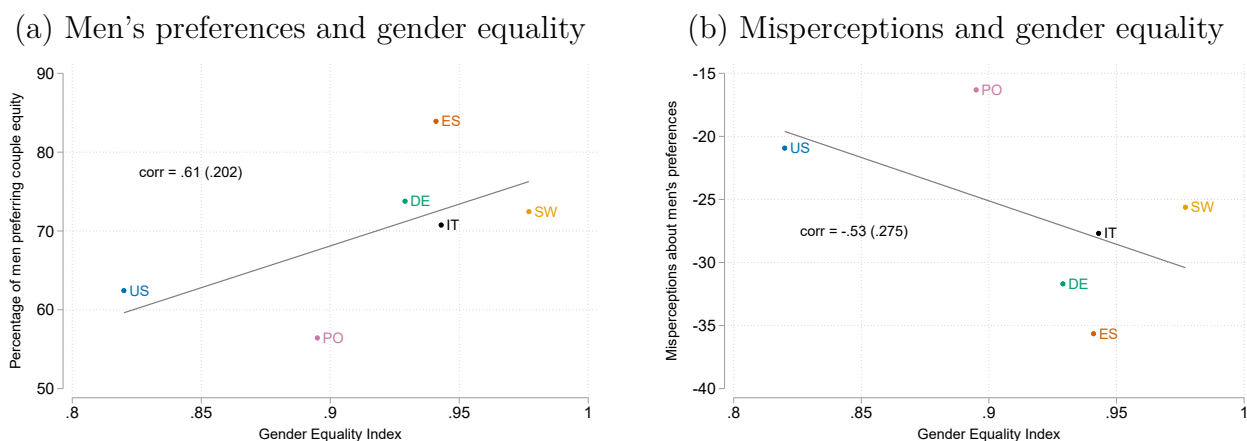 (a) Men's preferences and gender equality
90
80
70
60
50
Percentage of men preferring couple equity
corr = .61 (.202)
ES
DE
SW
IT
US
PO
.8 .85 .9 .95 1
Gender Equality Index
(b) Misperceptions and gender equality
-15
-20
-25
-30
-35
-40
Misperceptions about men's preferences
PO
US
SW
corr = -.53 (.275)
IT
DE
ES
.8 .85 .9 .95 1
Gender Equality Index